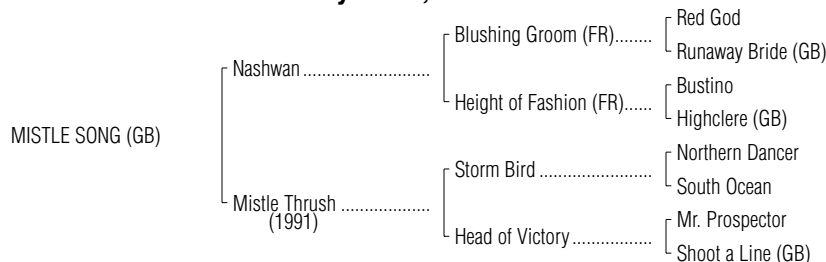 Red God
Blushing Groom (FR)........
Runaway Bride (GB)
Nashwan ............................
Bustino
Height of Fashion (FR)......
Highclere (GB)
MISTLE SONG (GB)
Northern Dancer
Storm Bird ........................
South Ocean
Mistle Thrush ....................
(1991)
Mr. Prospector
Head of Victory.................
Shoot a Line (GB)